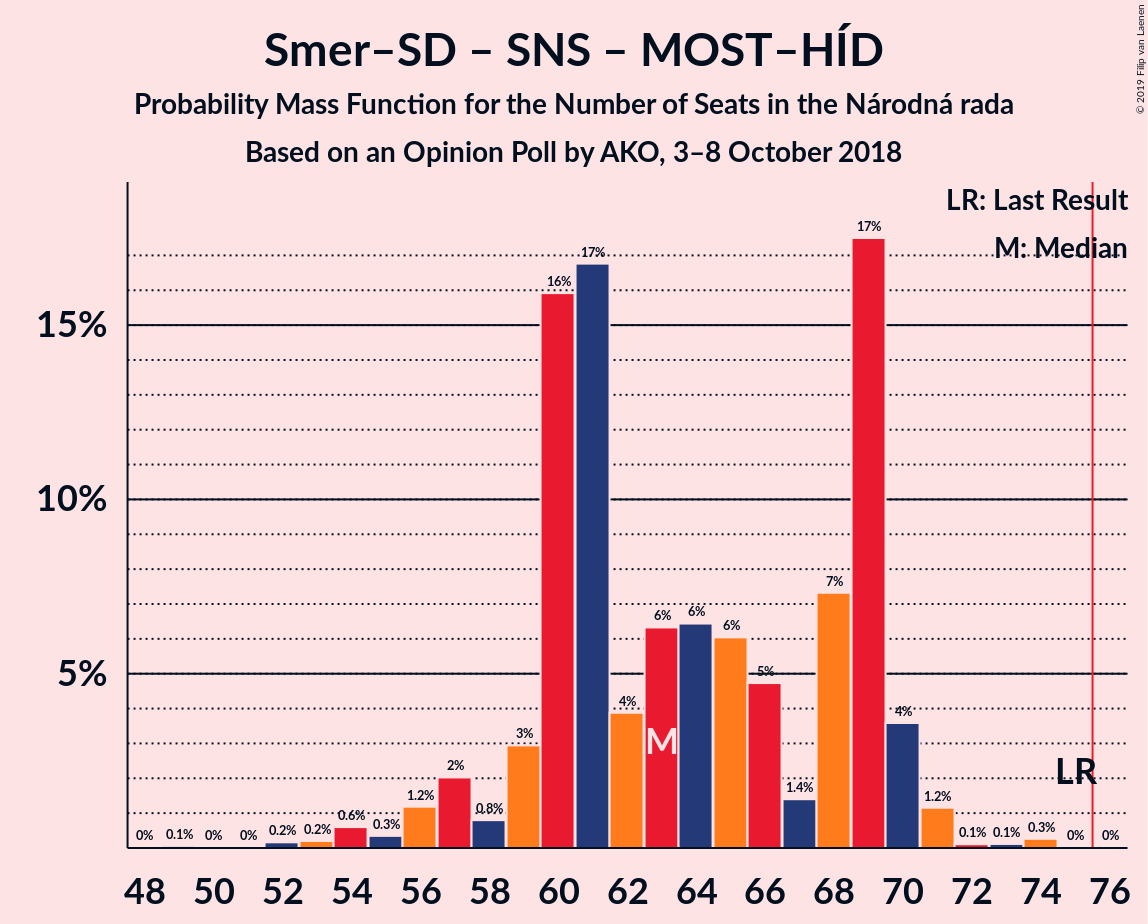 Smer–SD – SNS – MOST–HÍD
Probability Mass Function for the Number of Seats in the Národná rada
Based on an Opinion Poll by AKO, 3–8 October 2018
© 2019 Filip van Laenen
LR: Last Result
M: Median
15%
10%
5%
0% 0.1% 0% 0% 0.2% 0.2% 0.6% 0.3% 1.2% 2% 0.8% 3% 16% 17% 4% 6% 6% 6% 5% 1.4% 7% 17% 4% 1.2% 0.1% 0.1% 0.3% 0% 0%
M
LR
48 50 52 54 56 58 60 62 64 66 68 70 72 74 76